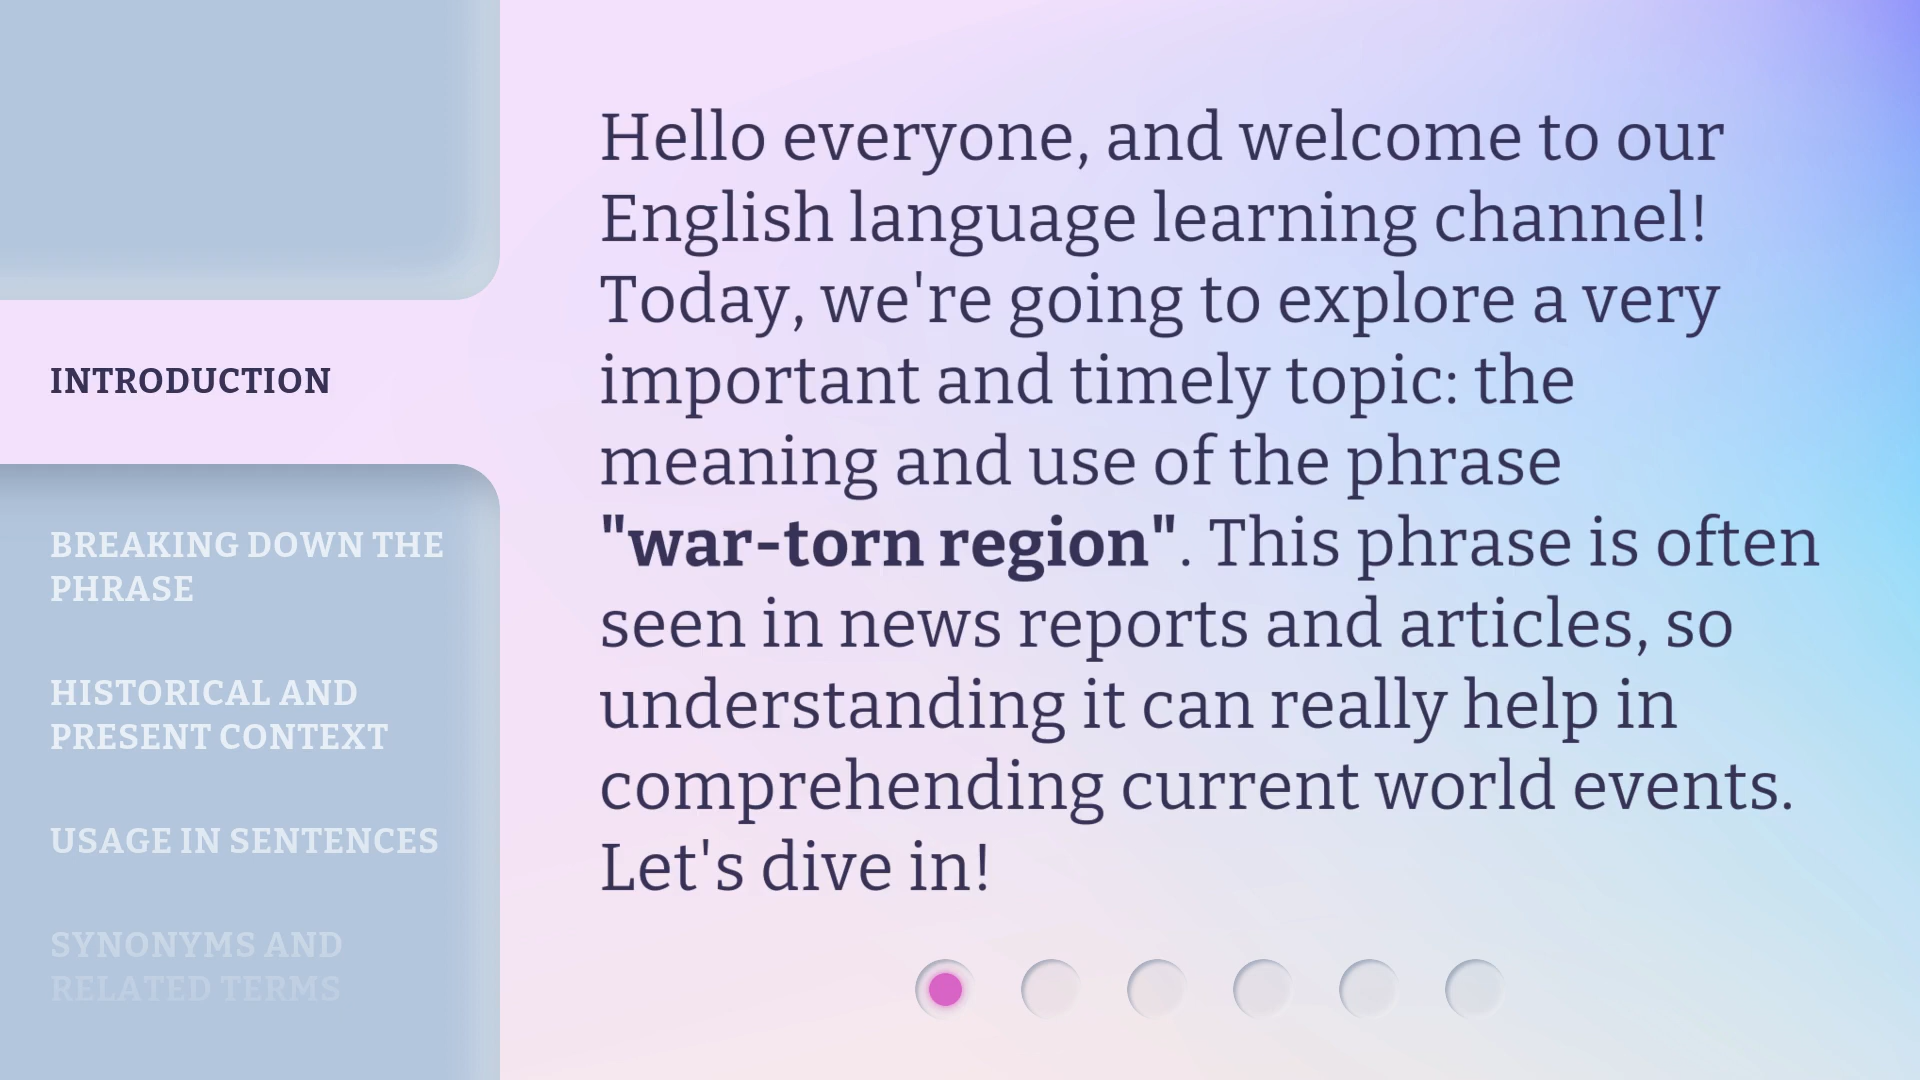 INTRODUCTION
BREAKING DOWN THE
PHRASE
HISTORICAL AND
PRESENT CONTEXT
USAGE IN SENTENCES
SYNONYMS AND
RELATED TERMS
Hello everyone, and welcome to our
English language learning channel!
Today, we're going to explore a very
important and timely topic: the
meaning and use of the phrase
"war-torn region". This phrase is often
seen in news reports and articles, so
understanding it can really help in
comprehending current world events.
Let's dive in!